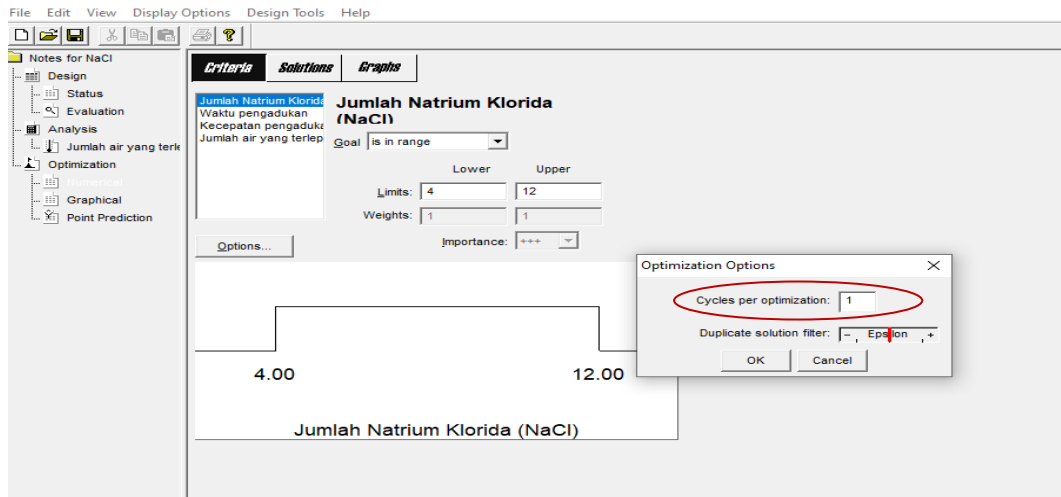 File Edit View Display Options Design Tools Help
Notes for NaCl
Design
Status
Evaluation
Analysis
Jumlah air yang terle
Optimization
Numerical
Graphical
Point Prediction
Criteria Solutions Graphs
Jumlah Natrium Klorida
Waktu pengadukan
Kecepatan pengaduka
Jumlah air yang terlep
Jumlah Natrium Klorida
(NaCl)
Goal is in range
Lower Upper
Limits: 4 12
Weights: 1 1
Importance: +++
Options...
4.00 12.00
Jumlah Natrium Klorida (NaCl)
Optimization Options
Cycles per optimization: 1
Duplicate solution filter: - Epsilon +
OK Cancel